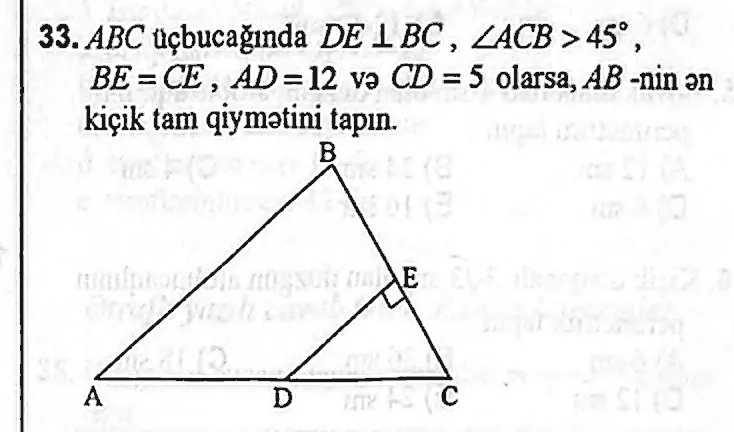 33. ABC üçbucağında DE ⊥ BC, ∠ACB > 45°,
BE = CE, AD = 12 və CD = 5 olarsa, AB -nin ən
kiçik tam qiymətini tapın.
B
E
A
D
C